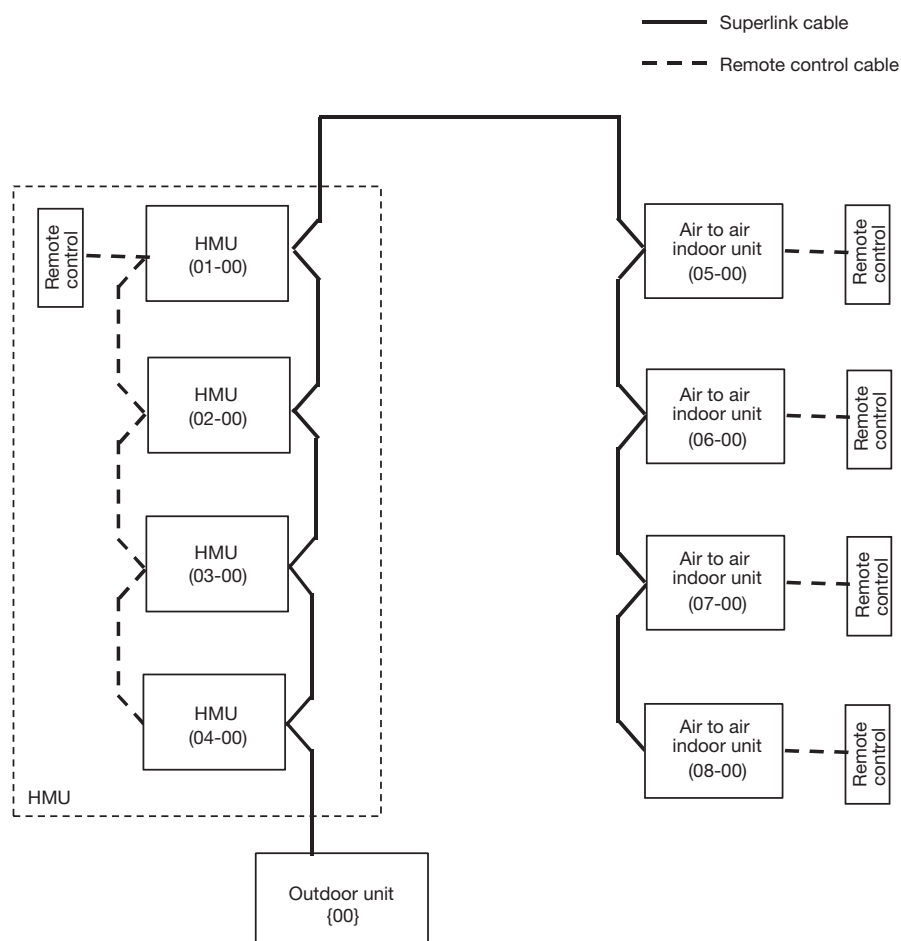 Superlink cable
Remote control cable
Remote
control
HMU
(01-00)
HMU
(02-00)
HMU
(03-00)
HMU
(04-00)
HMU
Outdoor unit
{00}
Air to air
indoor unit
(05-00)
Remote
control
Air to air
indoor unit
(06-00)
Remote
control
Air to air
indoor unit
(07-00)
Remote
control
Air to air
indoor unit
(08-00)
Remote
control